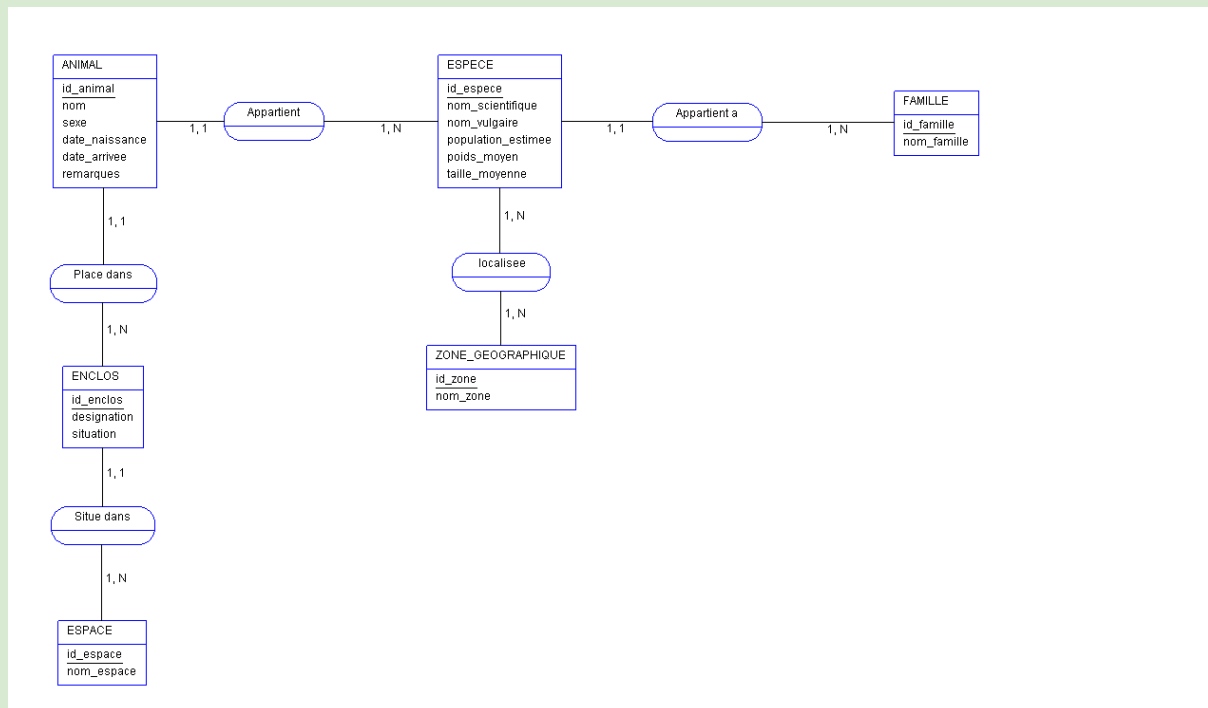 ANIMAL
id_animal
nom
sexe
date_naissance
date_arrivee
remarques
1, 1
Appartient
1, N
ESPECE
id_espece
nom_scientifique
nom_vulgaire
population_estimee
poids_moyen
taille_moyenne
1, 1
Appartient a
1, N
FAMILLE
id_famille
nom_famille
1, 1
Place dans
1, N
ENCLOS
id_enclos
designation
situation
1, 1
Situe dans
1, N
ESPACE
id_espace
nom_espace
1, N
localisee
1, N
ZONE_GEOGRAPHIQUE
id_zone
nom_zone